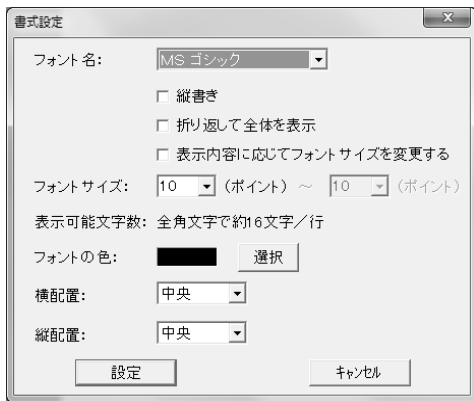 書式設定
フォント名: MS ゴシック
縦書き
折り返して全体を表示
表示内容に応じてフォントサイズを変更する
フォントサイズ: 10 (ポイント) ～ 10 (ポイント)
表示可能文字数: 全角文字で約16文字／行
フォントの色: 選択
横配置: 中央
縦配置: 中央
設定 キャンセル